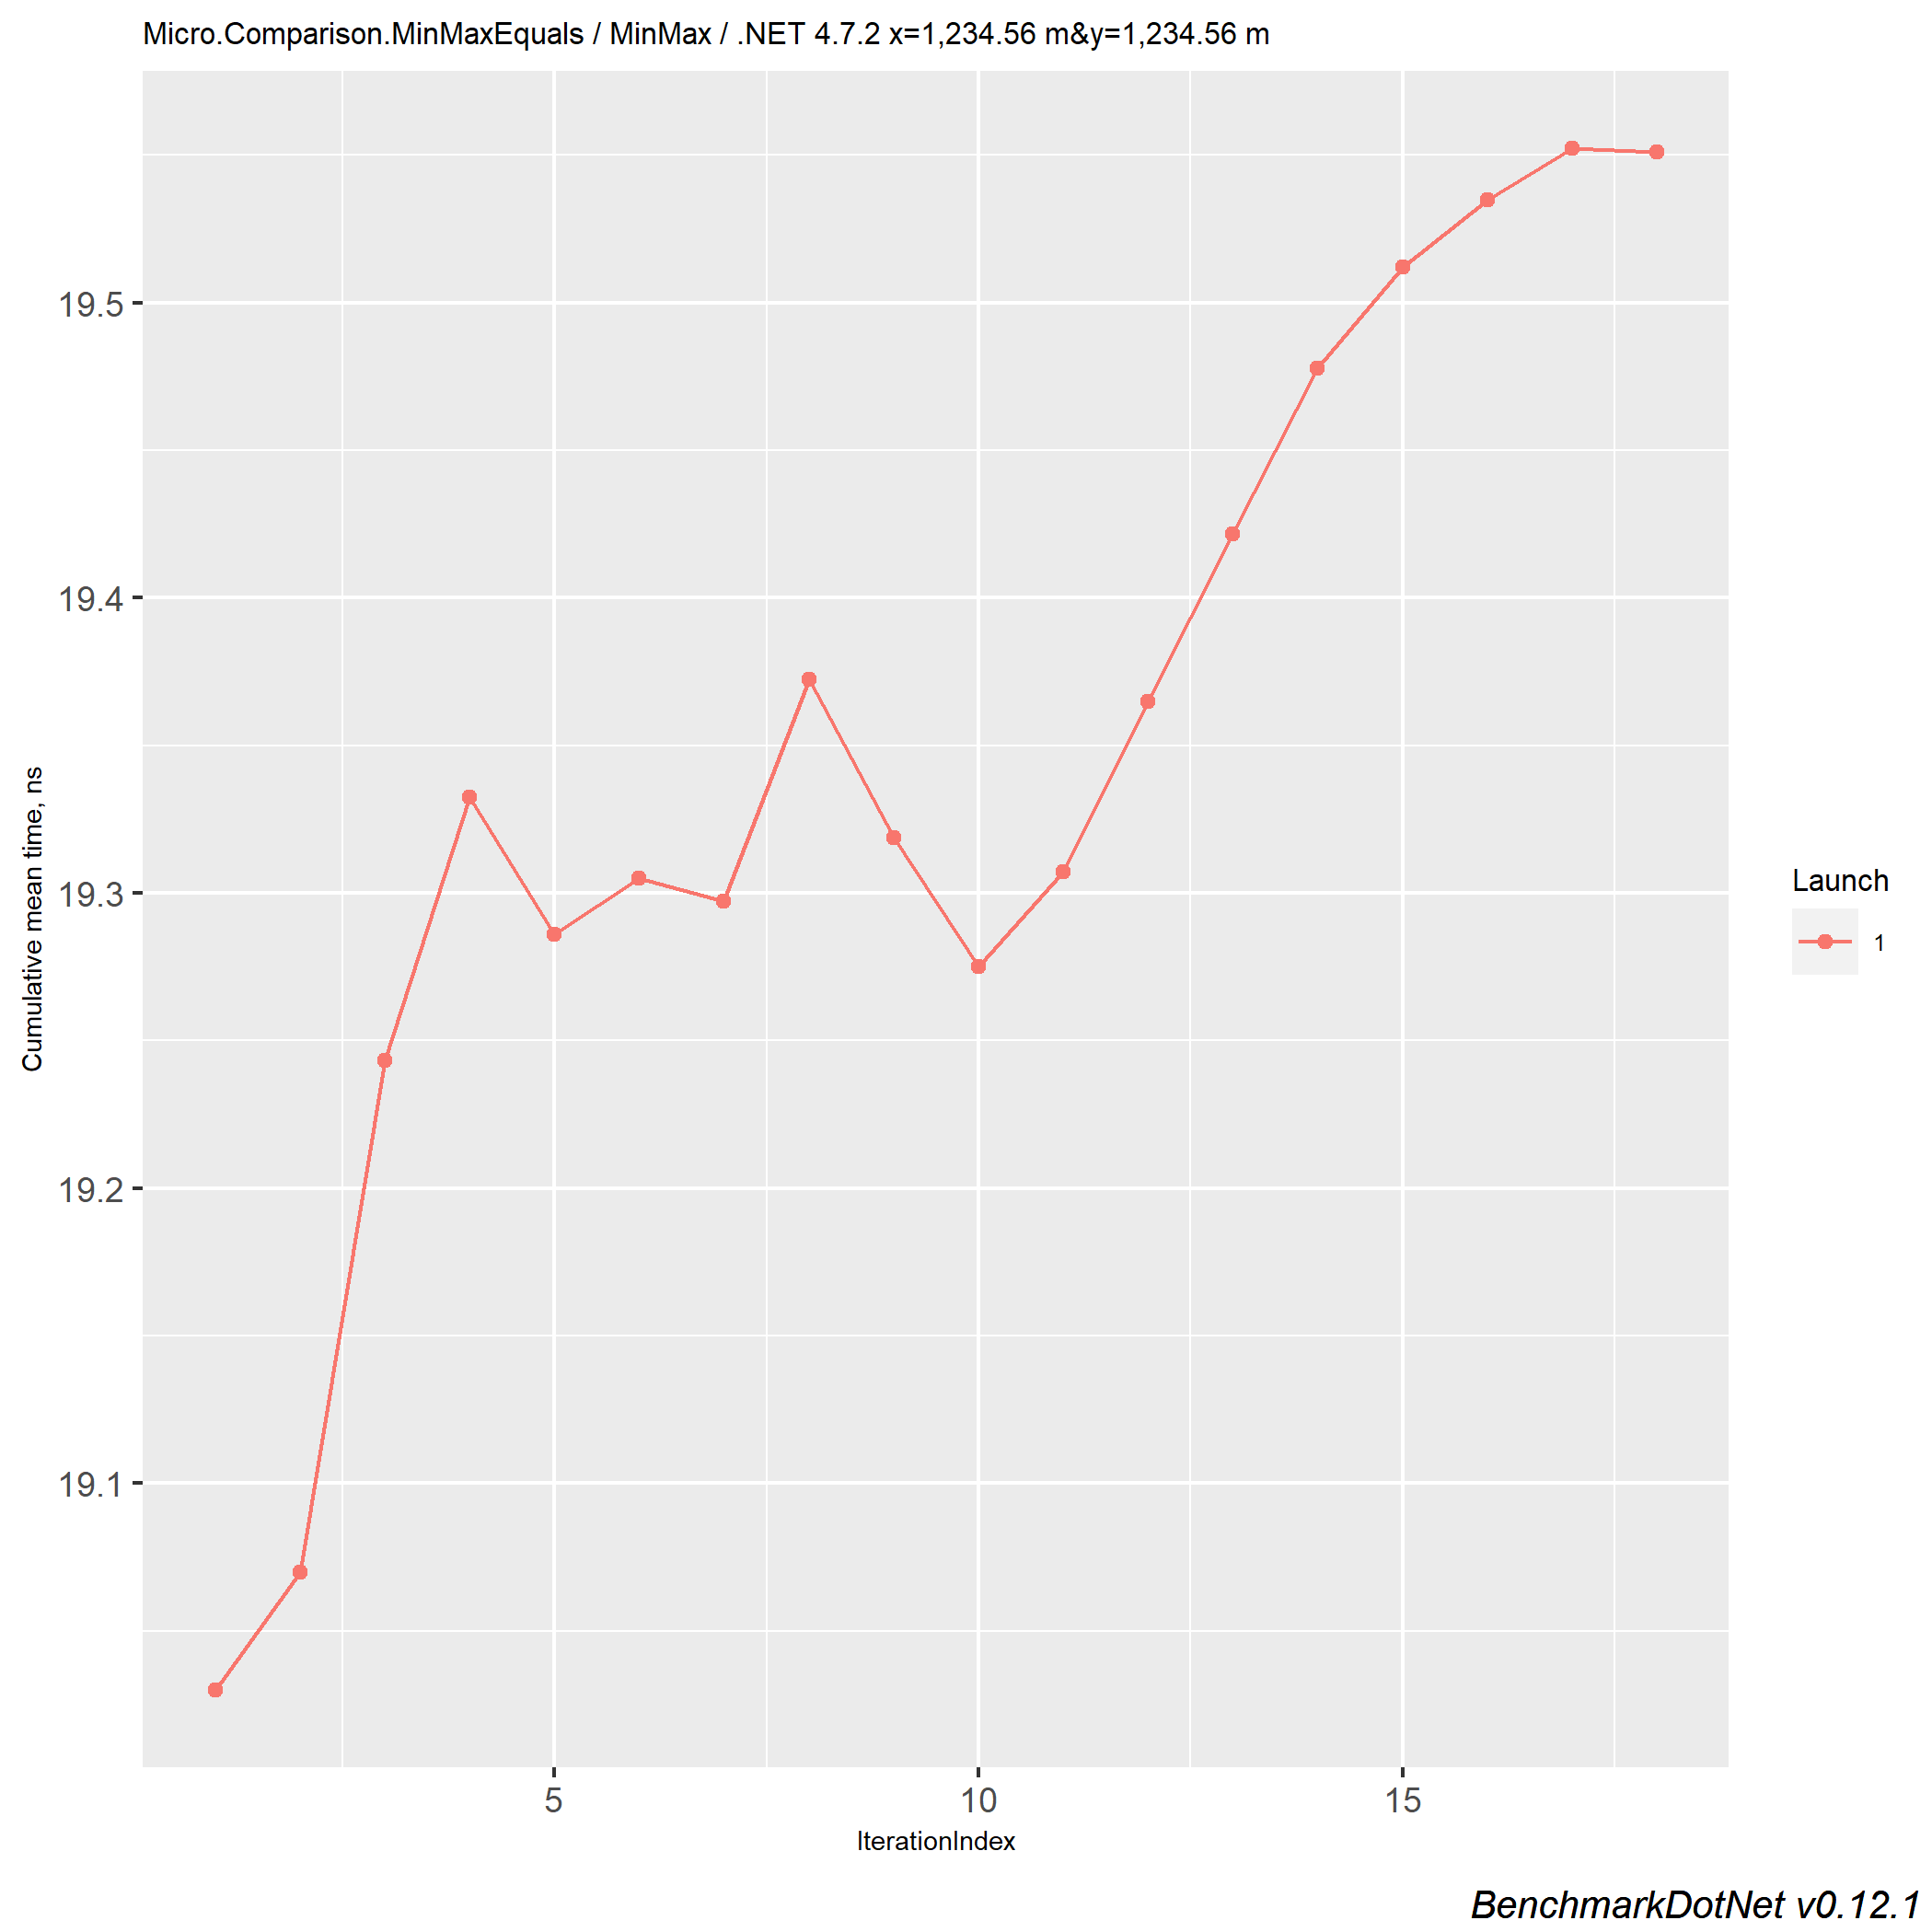 Micro.Comparison.MinMaxEquals / MinMax / .NET 4.7.2 x=1,234.56 m&y=1,234.56 m
Cumulative mean time, ns
19.5
19.4
19.3
19.2
19.1
5
10
15
IterationIndex
Launch
1
BenchmarkDotNet v0.12.1